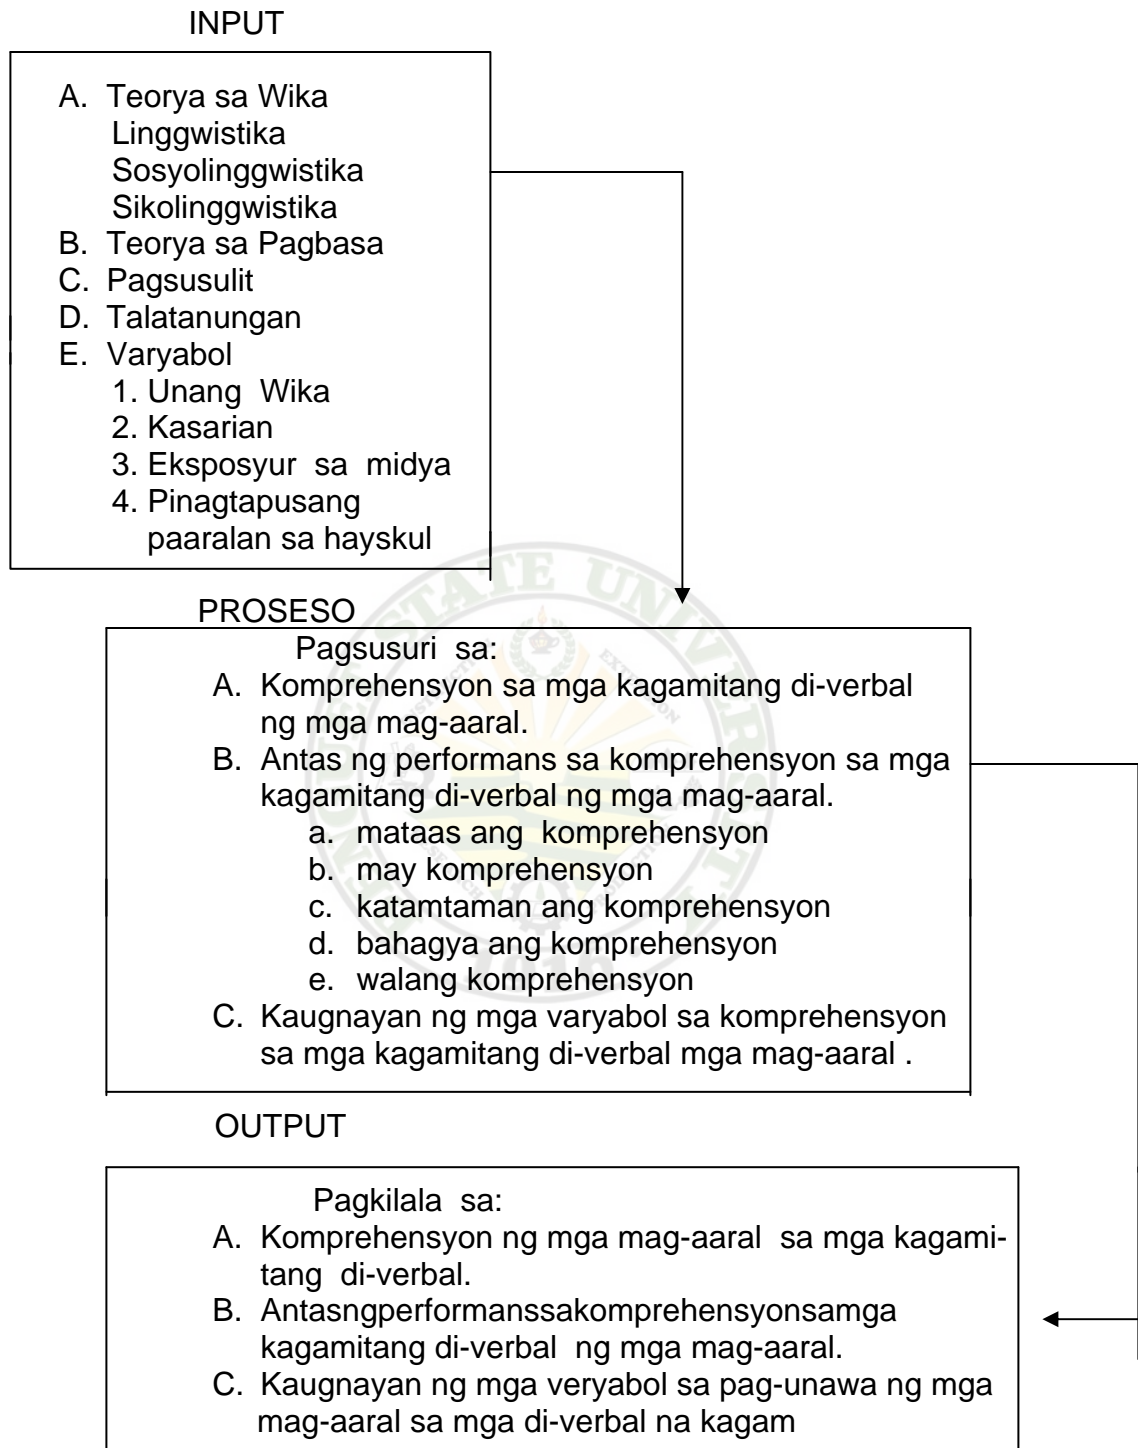 INPUT
A. Teorya sa Wika
Linggwistika
Sosyolinggwistika
Sikolinggwistika
B. Teorya sa Pagbasa
C. Pagsusulit
D. Talatanungan
E. Varyabol
1. Unang Wika
2. Kasarian
3. Eksposyur sa midya
4. Pinagtapusang
paaralan sa hayskul
PROSESO
Pagsusuri sa:
A. Komprehensyon sa mga kagamitang di-verbal
ng mga mag-aaral.
B. Antas ng performans sa komprehensyon sa mga
kagamitang di-verbal ng mga mag-aaral.
a. mataas ang komprehensyon
b. may komprehensyon
c. katamtaman ang komprehensyon
d. bahagya ang komprehensyon
e. walang komprehensyon
C. Kaugnayan ng mga varyabol sa komprehensyon
sa mga kagamitang di-verbal mga mag-aaral .
OUTPUT
Pagkilala sa:
A. Komprehensyon ng mga mag-aaral sa mga kagami-
tang di-verbal.
B. Antasngperformanssakomprehensyonsamga
kagamitang di-verbal ng mga mag-aaral.
C. Kaugnayan ng mga veryabol sa pag-unawa ng mga
mag-aaral sa mga di-verbal na kagam
BENGUET STATE UNIVERSITY
1916